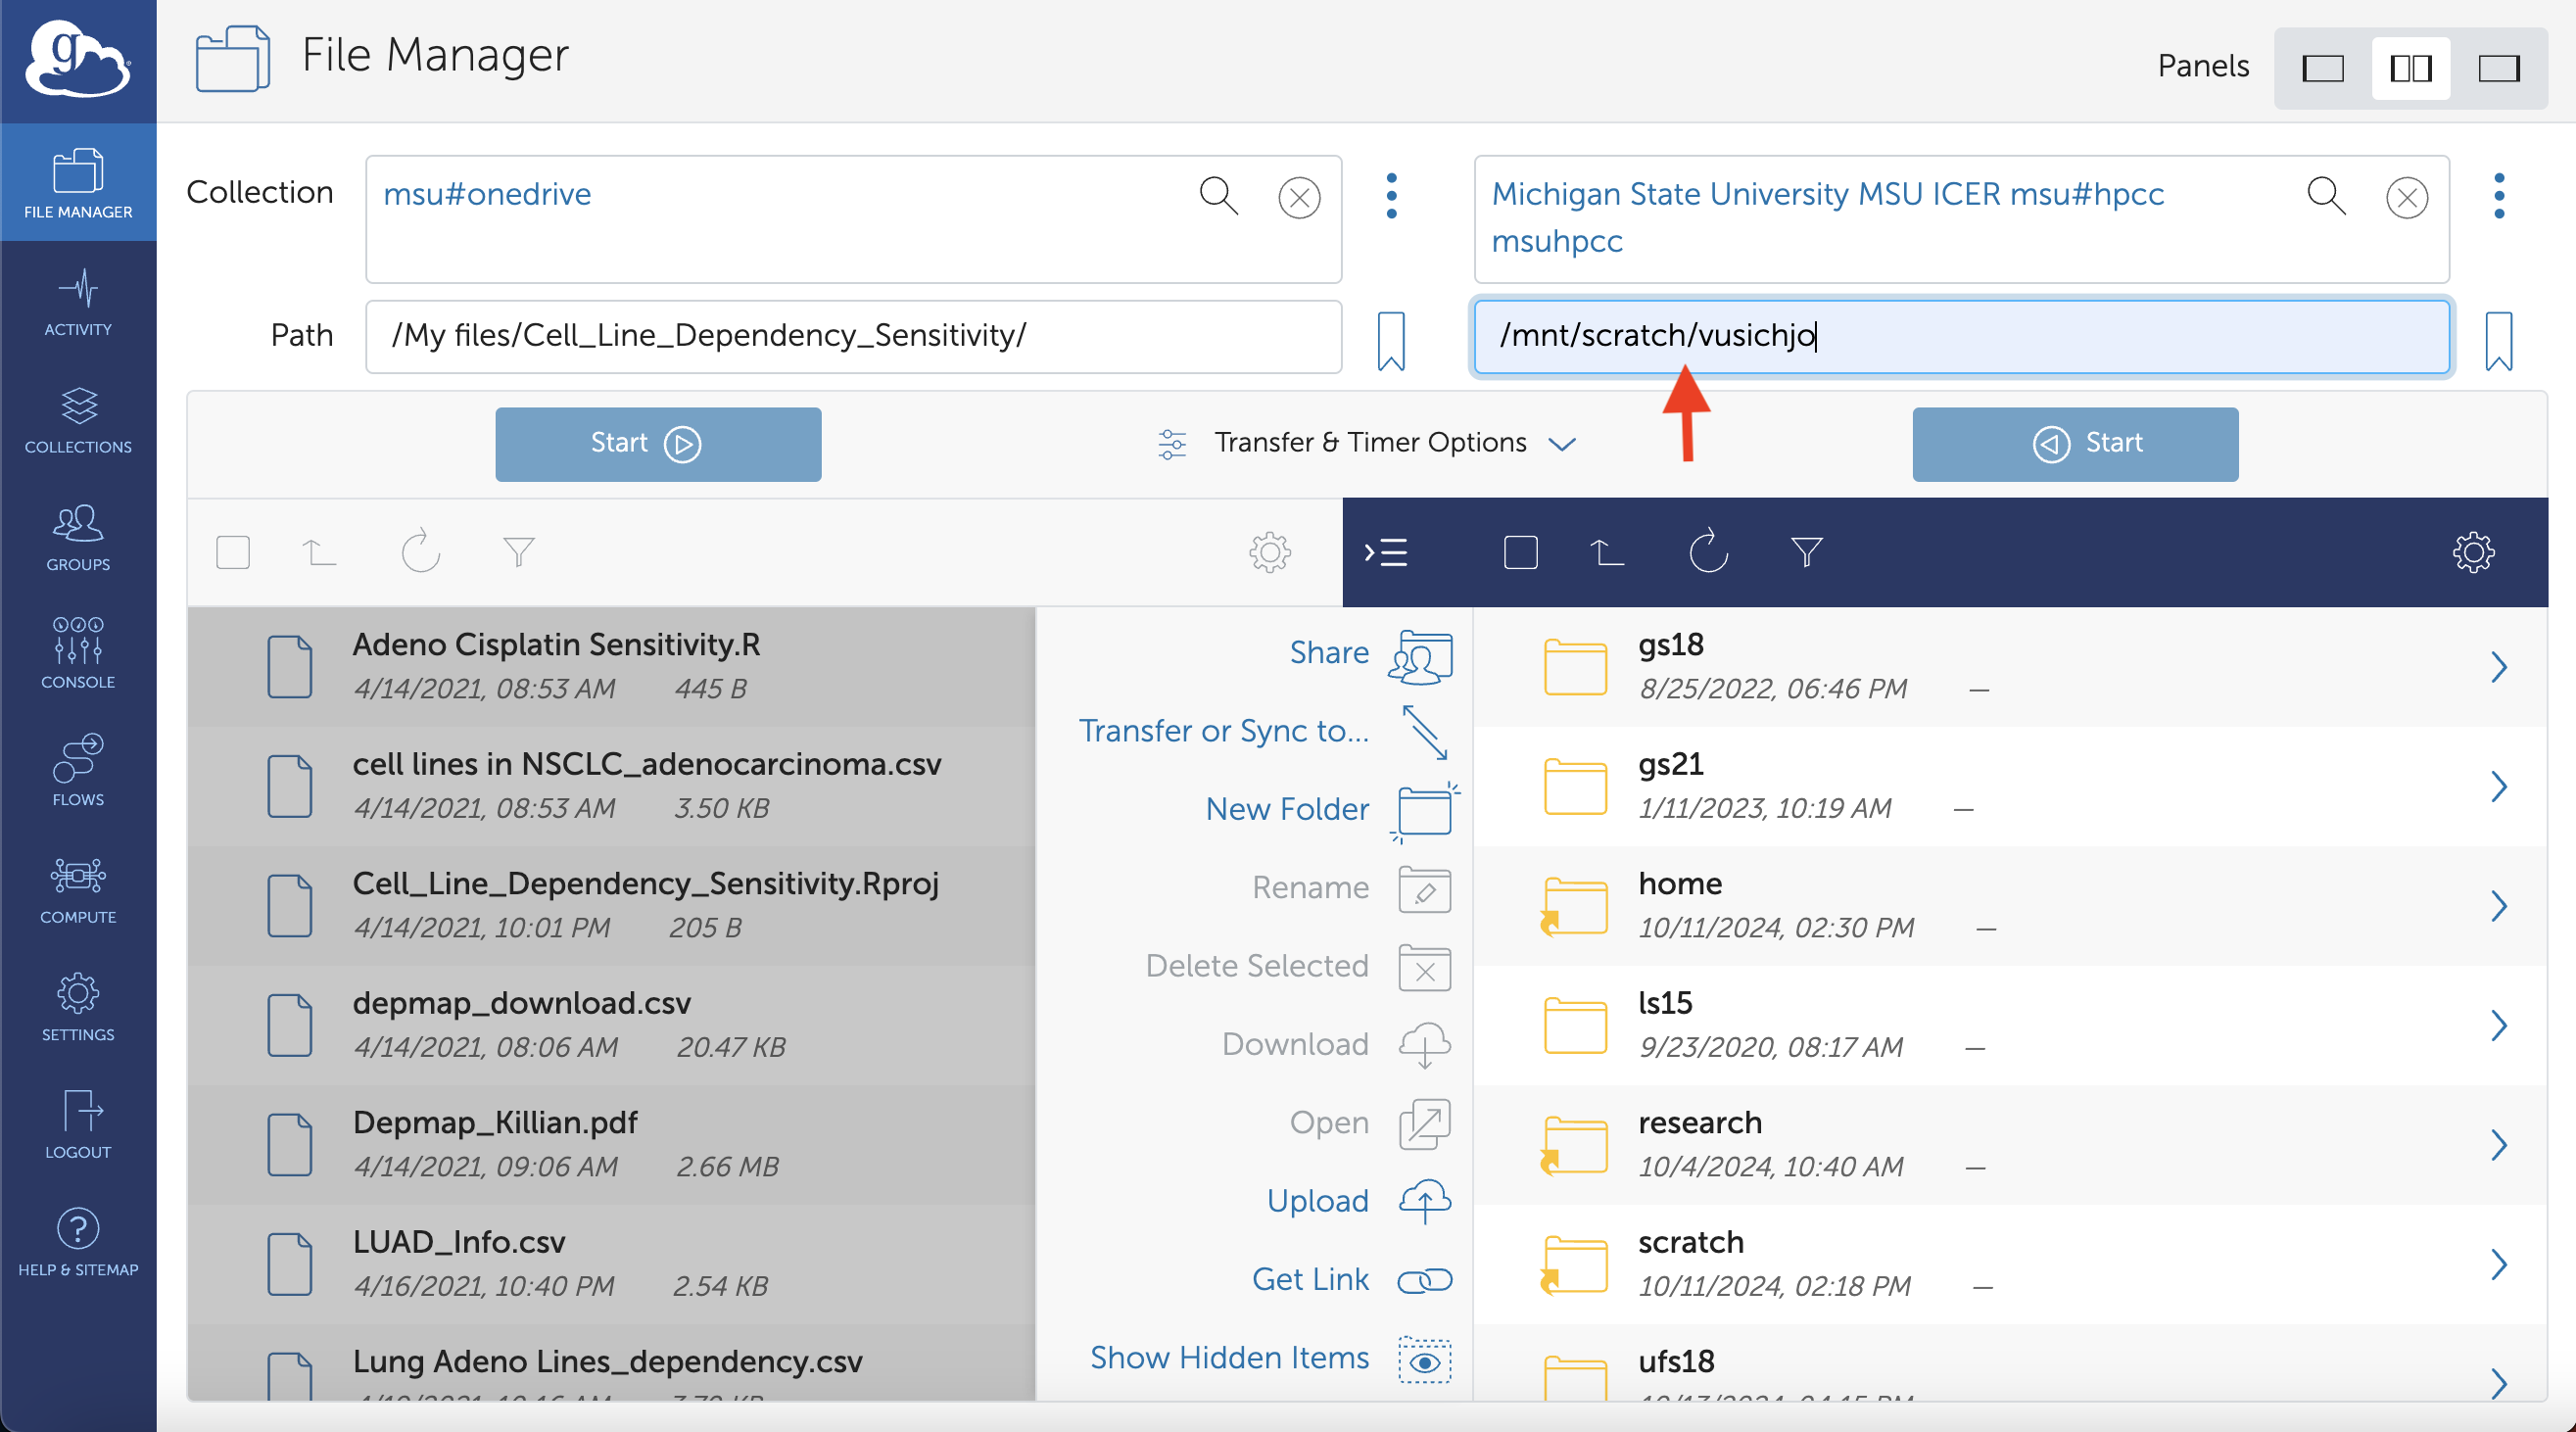 g
File Manager
Panels
FILE MANAGER
ACTIVITY
COLLECTIONS
GROUPS
CONSOLE
FLOWS
COMPUTE
SETTINGS
LOGOUT
HELP & SITEMAP
Collection
msu#onedrive
Michigan State University MSU ICER msu#hpcc
msuhpcc
Path
/My files/Cell_Line_Dependency_Sensitivity/
/mnt/scratch/vusichjo
Start
Transfer & Timer Options
Start
Adeno Cisplatin Sensitivity.R
4/14/2021, 08:53 AM 445 B
cell lines in NSCLC_adenocarcinoma.csv
4/14/2021, 08:53 AM 3.50 KB
Cell_Line_Dependency_Sensitivity.Rproj
4/14/2021, 10:01 PM 205 B
depmap_download.csv
4/14/2021, 08:06 AM 20.47 KB
Depmap_Killian.pdf
4/14/2021, 09:06 AM 2.66 MB
LUAD_Info.csv
4/16/2021, 10:40 PM 2.54 KB
Lung Adeno Lines_dependency.csv
Share
Transfer or Sync to...
New Folder
Rename
Delete Selected
Download
Open
Upload
Get Link
Show Hidden Items
gs18
8/25/2022, 06:46 PM —
gs21
1/11/2023, 10:19 AM —
home
10/11/2024, 02:30 PM —
ls15
9/23/2020, 08:17 AM —
research
10/4/2024, 10:40 AM —
scratch
10/11/2024, 02:18 PM —
ufs18